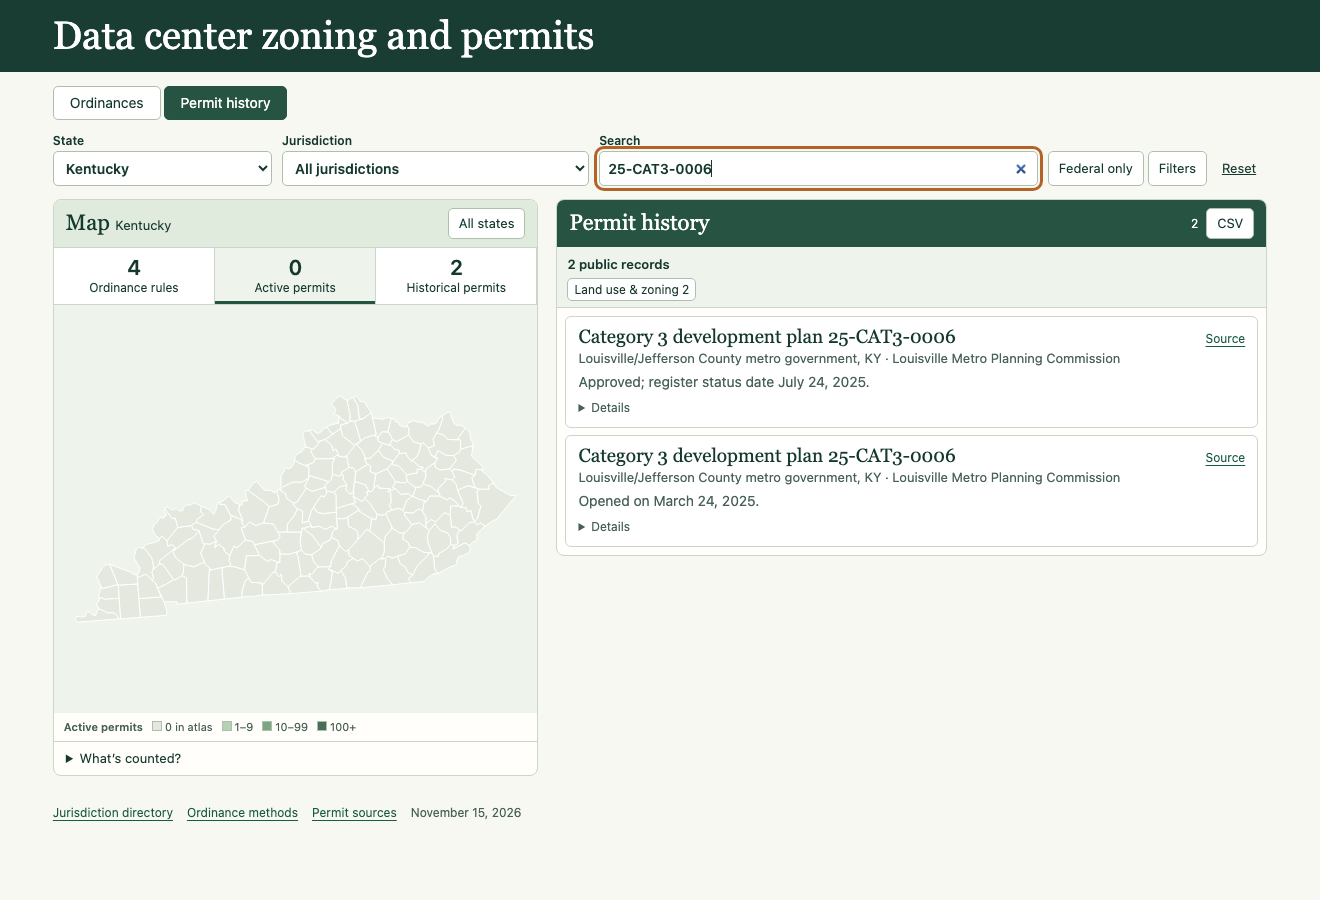 Data center zoning and permits
Ordinances
Permit history
State
Jurisdiction
Search
Kentucky
All jurisdictions
25-CAT3-0006
Federal only
Filters
Reset
Map Kentucky
All states
4
Ordinance rules
0
Active permits
2
Historical permits
Active permits
0 in atlas
1–9
10–99
100+
What’s counted?
Permit history
2
CSV
2 public records
Land use & zoning 2
Category 3 development plan 25-CAT3-0006
Source
Louisville/Jefferson County metro government, KY · Louisville Metro Planning Commission
Approved; register status date July 24, 2025.
Details
Category 3 development plan 25-CAT3-0006
Source
Louisville/Jefferson County metro government, KY · Louisville Metro Planning Commission
Opened on March 24, 2025.
Details
Jurisdiction directory
Ordinance methods
Permit sources
November 15, 2026